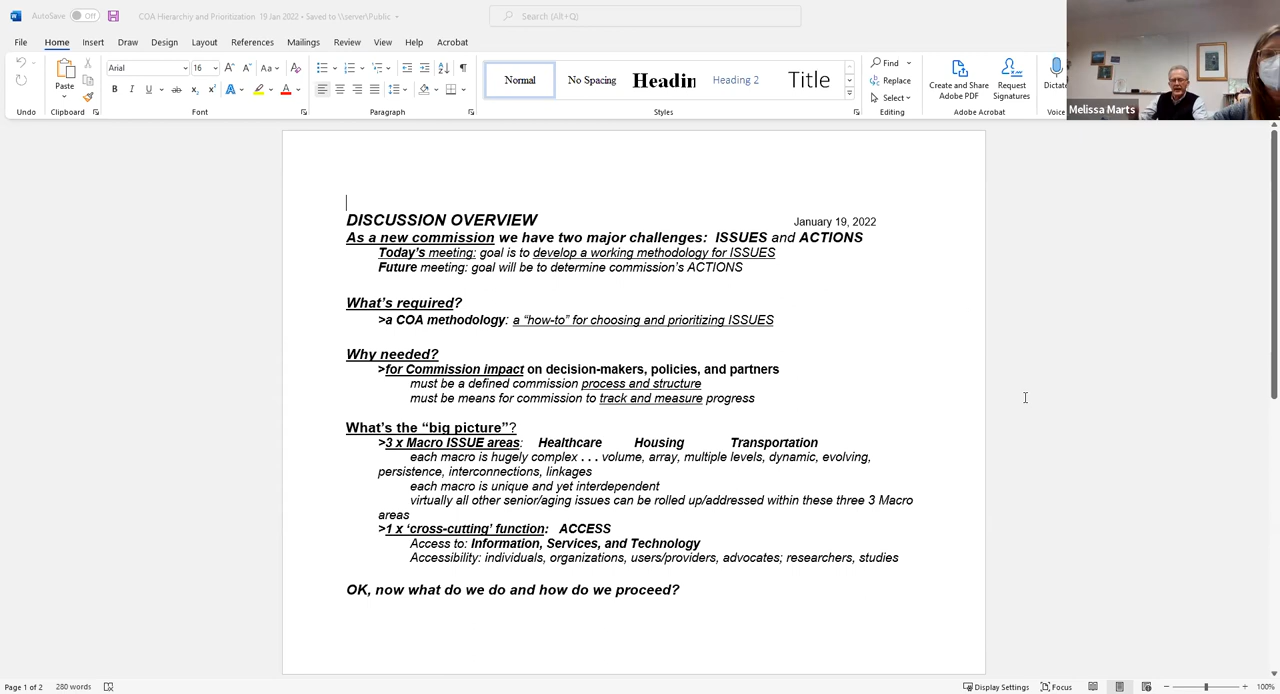 AutoSave Off COA Hierarchiy and Prioritization 19 Jan 2022 • Saved to \\server\Public Search (Alt+Q)
File Home Insert Draw Design Layout References Mailings Review View Help Acrobat
Arial 16 Aa
Paste
B I U ab x₂ x² A A
Normal No Spacing Headin Heading 2 Title
Find
Replace
Select
Create and Share Adobe PDF
Request Signatures
Dictate
Undo Clipboard Font Paragraph Styles Editing Adobe Acrobat Voice
Melissa Marts
DISCUSSION OVERVIEW January 19, 2022
As a new commission we have two major challenges: ISSUES and ACTIONS
Today's meeting: goal is to develop a working methodology for ISSUES
Future meeting: goal will be to determine commission's ACTIONS
What's required?
>a COA methodology: a "how-to" for choosing and prioritizing ISSUES
Why needed?
>for Commission impact on decision-makers, policies, and partners
must be a defined commission process and structure
must be means for commission to track and measure progress
What's the "big picture"?
>3 x Macro ISSUE areas: Healthcare Housing Transportation
each macro is hugely complex . . . volume, array, multiple levels, dynamic, evolving,
persistence, interconnections, linkages
each macro is unique and yet interdependent
virtually all other senior/aging issues can be rolled up/addressed within these three 3 Macro
areas
>1 x 'cross-cutting' function: ACCESS
Access to: Information, Services, and Technology
Accessibility: individuals, organizations, users/providers, advocates; researchers, studies
OK, now what do we do and how do we proceed?
Page 1 of 2 280 words Display Settings Focus 100%